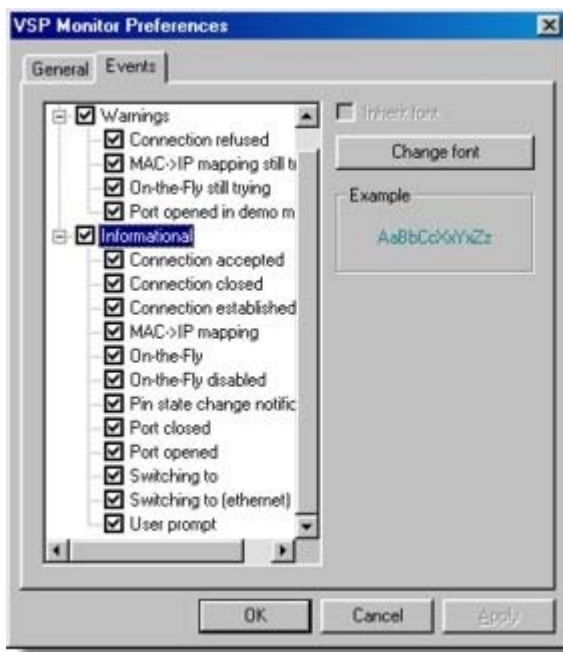 VSP Monitor Preferences
General Events
Warnings
Connection refused
MAC->IP mapping still t
On-the-Fly still trying
Port opened in demo m
Informational
Connection accepted
Connection closed
Connection established
MAC->IP mapping
On-the-Fly
On-the-Fly disabled
Pin state change notific
Port closed
Port opened
Switching to
Switching to (ethernet)
User prompt
Inherit font
Change font
Example
AaBbCcXxYxZz
OK Cancel Apply